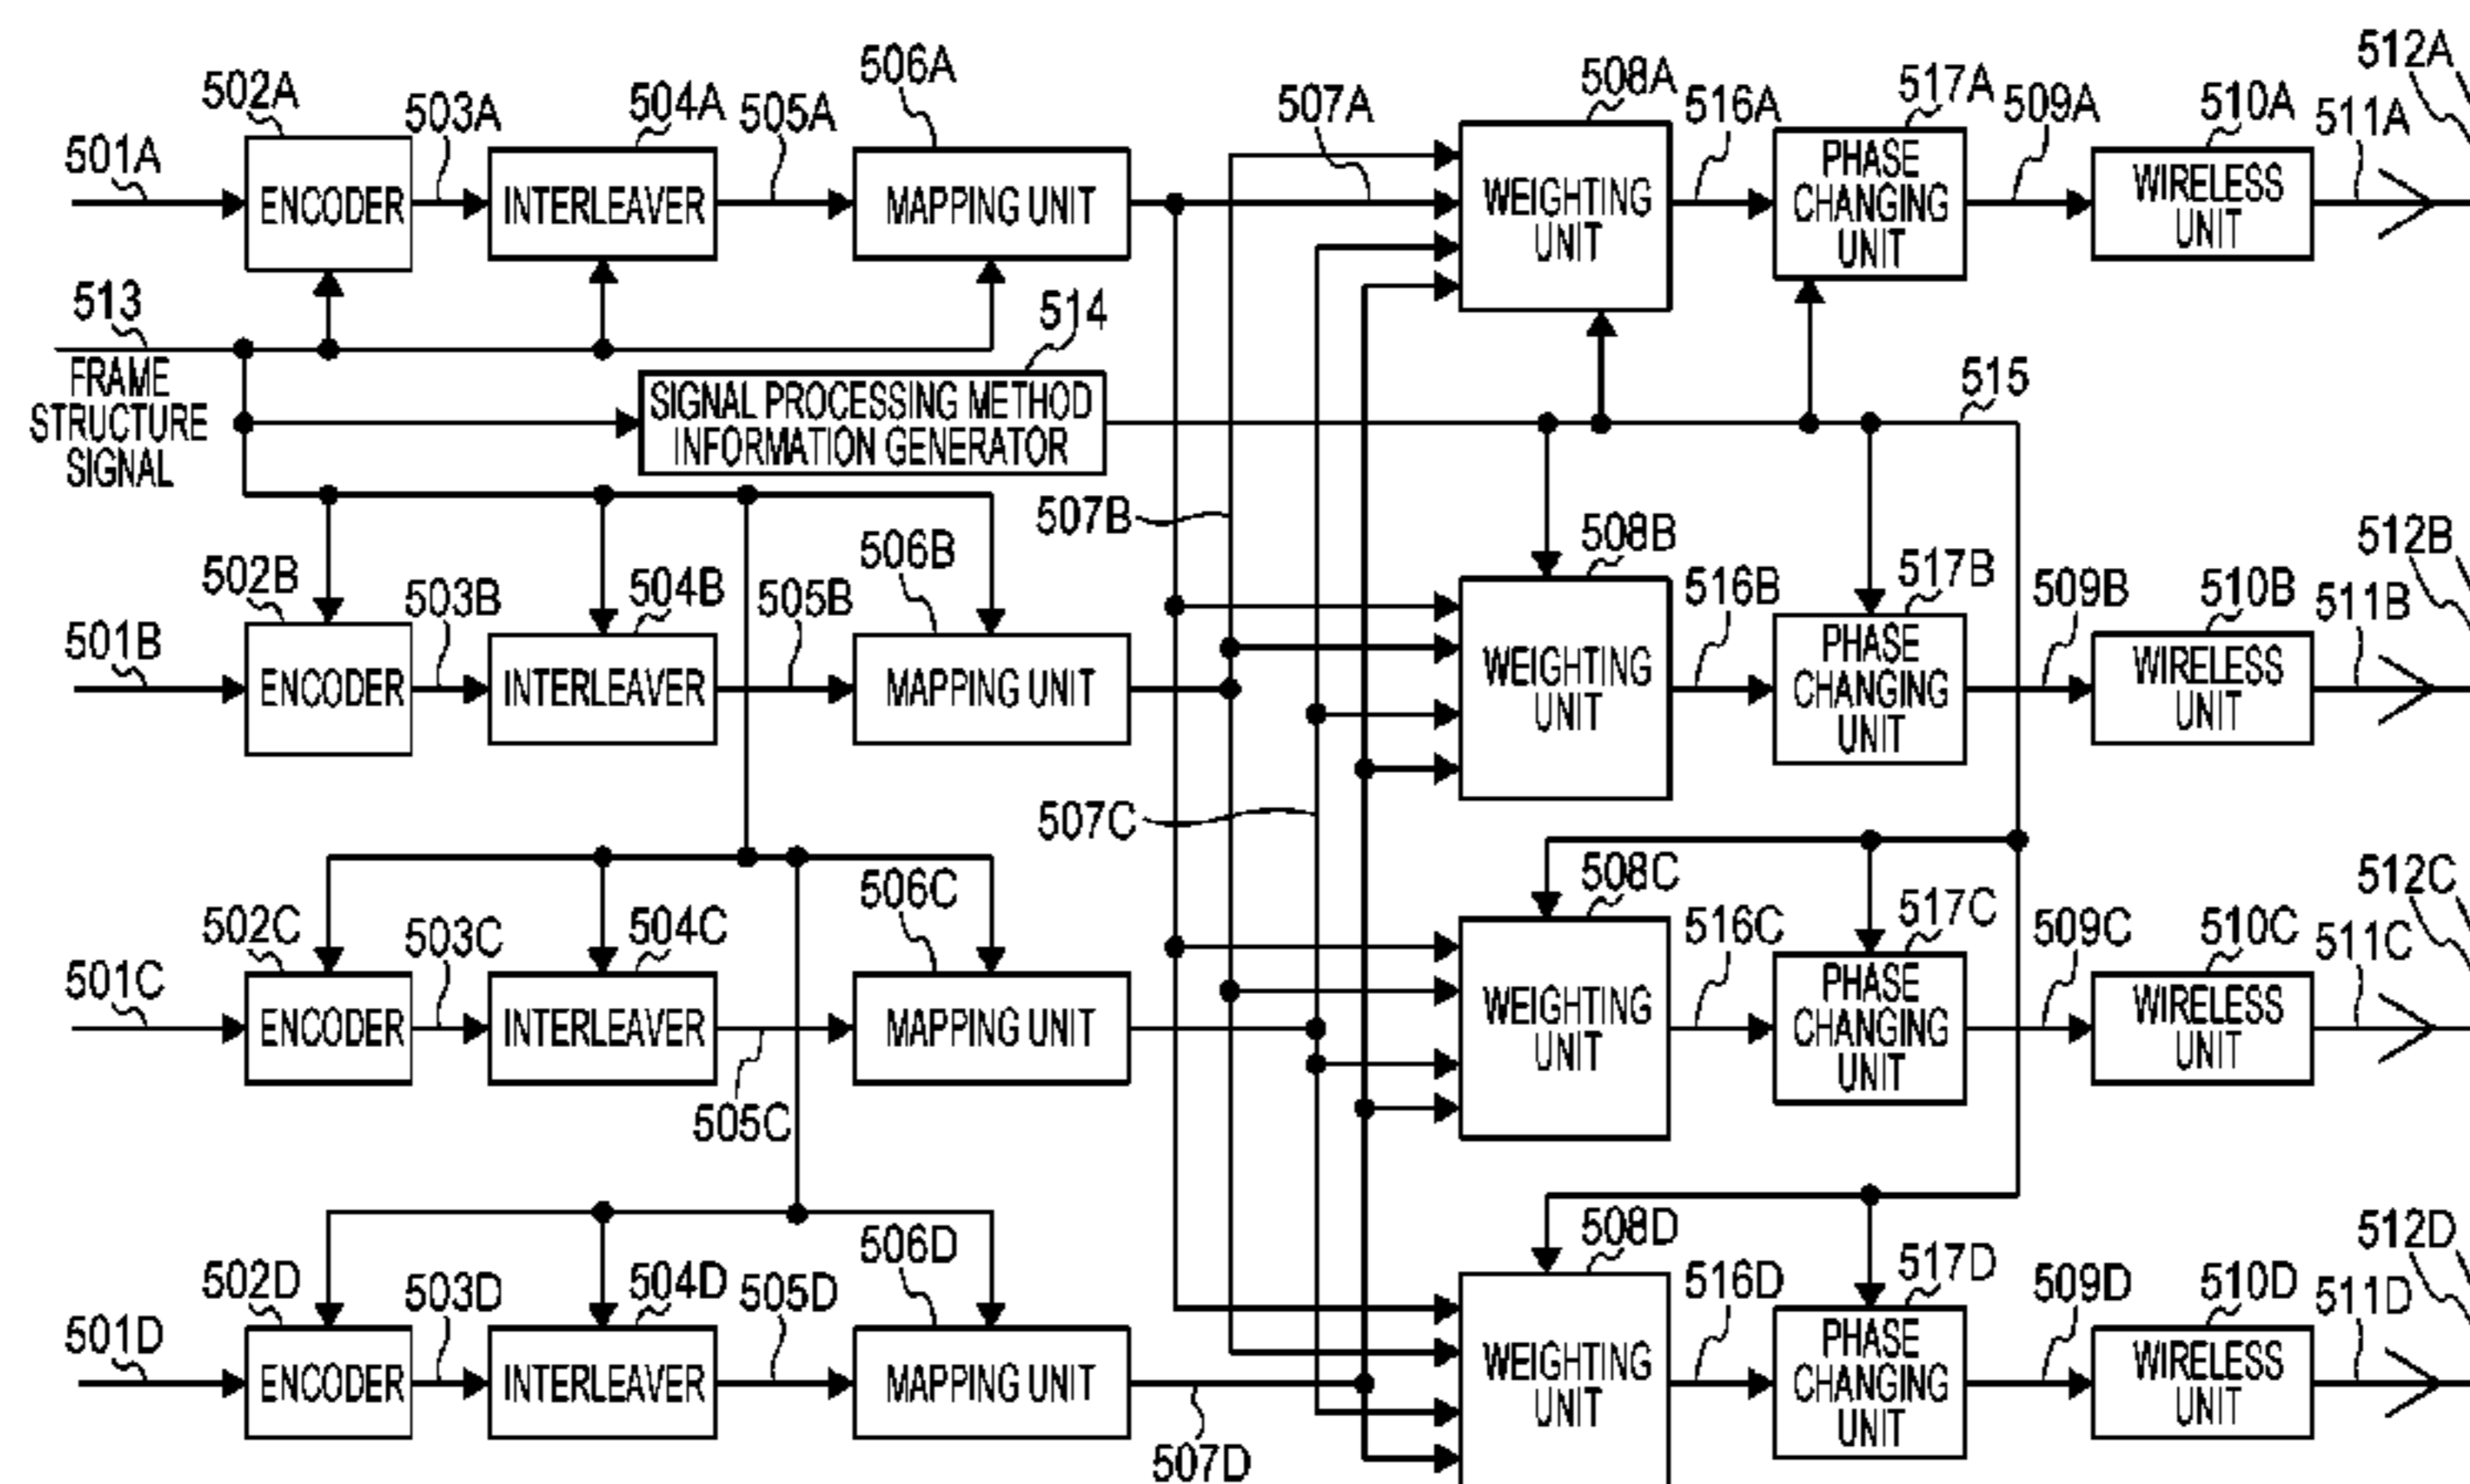 506A
508A
512A
502A
504A
507A
517A
510A
503A
505A
516A
509A
511A
501A
ENCODER
INTERLEAVER
MAPPING UNIT
WEIGHTING
UNIT
PHASE
CHANGING
UNIT
WIRELESS
UNIT
513
514
FRAME
STRUCTURE
SIGNAL
SIGNAL PROCESSING METHOD
INFORMATION GENERATOR
515
507B
506B
508B
512B
502B
504B
517B
510B
503B
505B
516B
509B
511B
501B
ENCODER
INTERLEAVER
MAPPING UNIT
WEIGHTING
UNIT
PHASE
CHANGING
UNIT
WIRELESS
UNIT
507C
506C
508C
512C
502C
504C
517C
510C
503C
516C
509C
511C
501C
ENCODER
INTERLEAVER
MAPPING UNIT
WEIGHTING
UNIT
PHASE
CHANGING
UNIT
WIRELESS
UNIT
505C
506D
508D
512D
502D
504D
517D
510D
503D
505D
516D
509D
511D
501D
ENCODER
INTERLEAVER
MAPPING UNIT
WEIGHTING
UNIT
PHASE
CHANGING
UNIT
WIRELESS
UNIT
507D